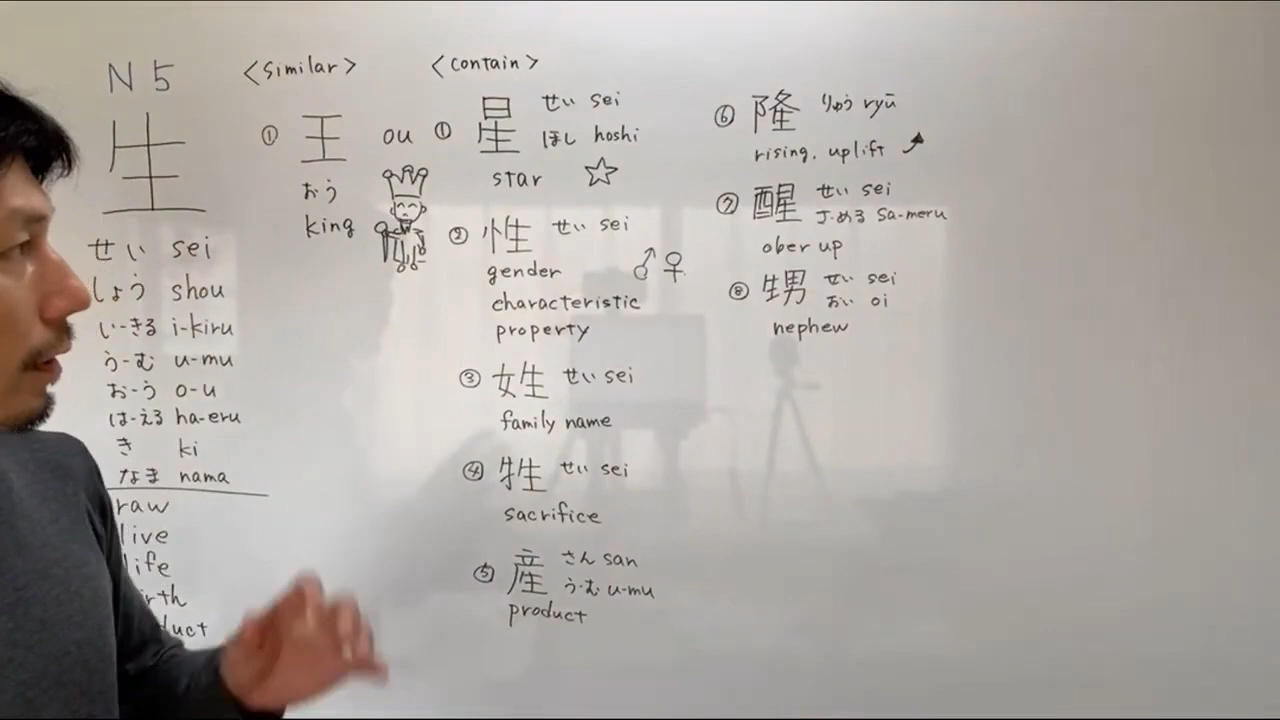 N5
生
せい sei
しょう shou
い-きる i-kiru
う-む u-mu
お-う o-u
は-える ha-eru
き ki
なま nama
raw
live
life
<similar>
① 王 ou
おう
king
<contain>
① 星 せい sei
ほし hoshi
star
② 性 せい sei
gender
characteristic
property
③ 姓 せい sei
family name
④ 牲 せい sei
sacrifice
⑤ 産 さん san
う-む u-mu
product
⑥ 隆 りゅう ryū
rising, uplift
⑦ 醒 せい sei
さ-める sa-meru
ober up
⑧ 甥 せい sei
おい oi
nephew